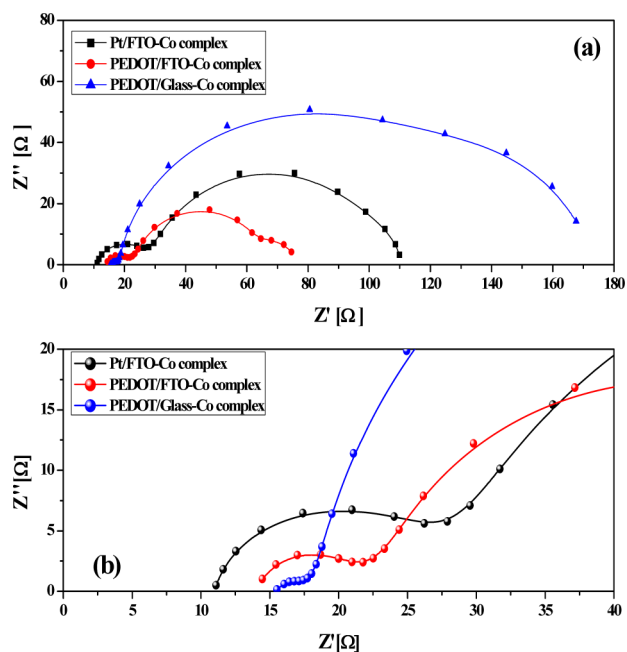 80
60
40
20
0
Z'' [Ω]
Pt/FTO-Co complex
PEDOT/FTO-Co complex
PEDOT/Glass-Co complex
(a)
0 20 40 60 80 100 120 140 160 180
Z' [Ω]
20
15
10
5
0
Z''[Ω]
Pt/FTO-Co complex
PEDOT/FTO-Co complex
PEDOT/Glass-Co complex
(b)
0 5 10 15 20 25 30 35 40
Z'[Ω]